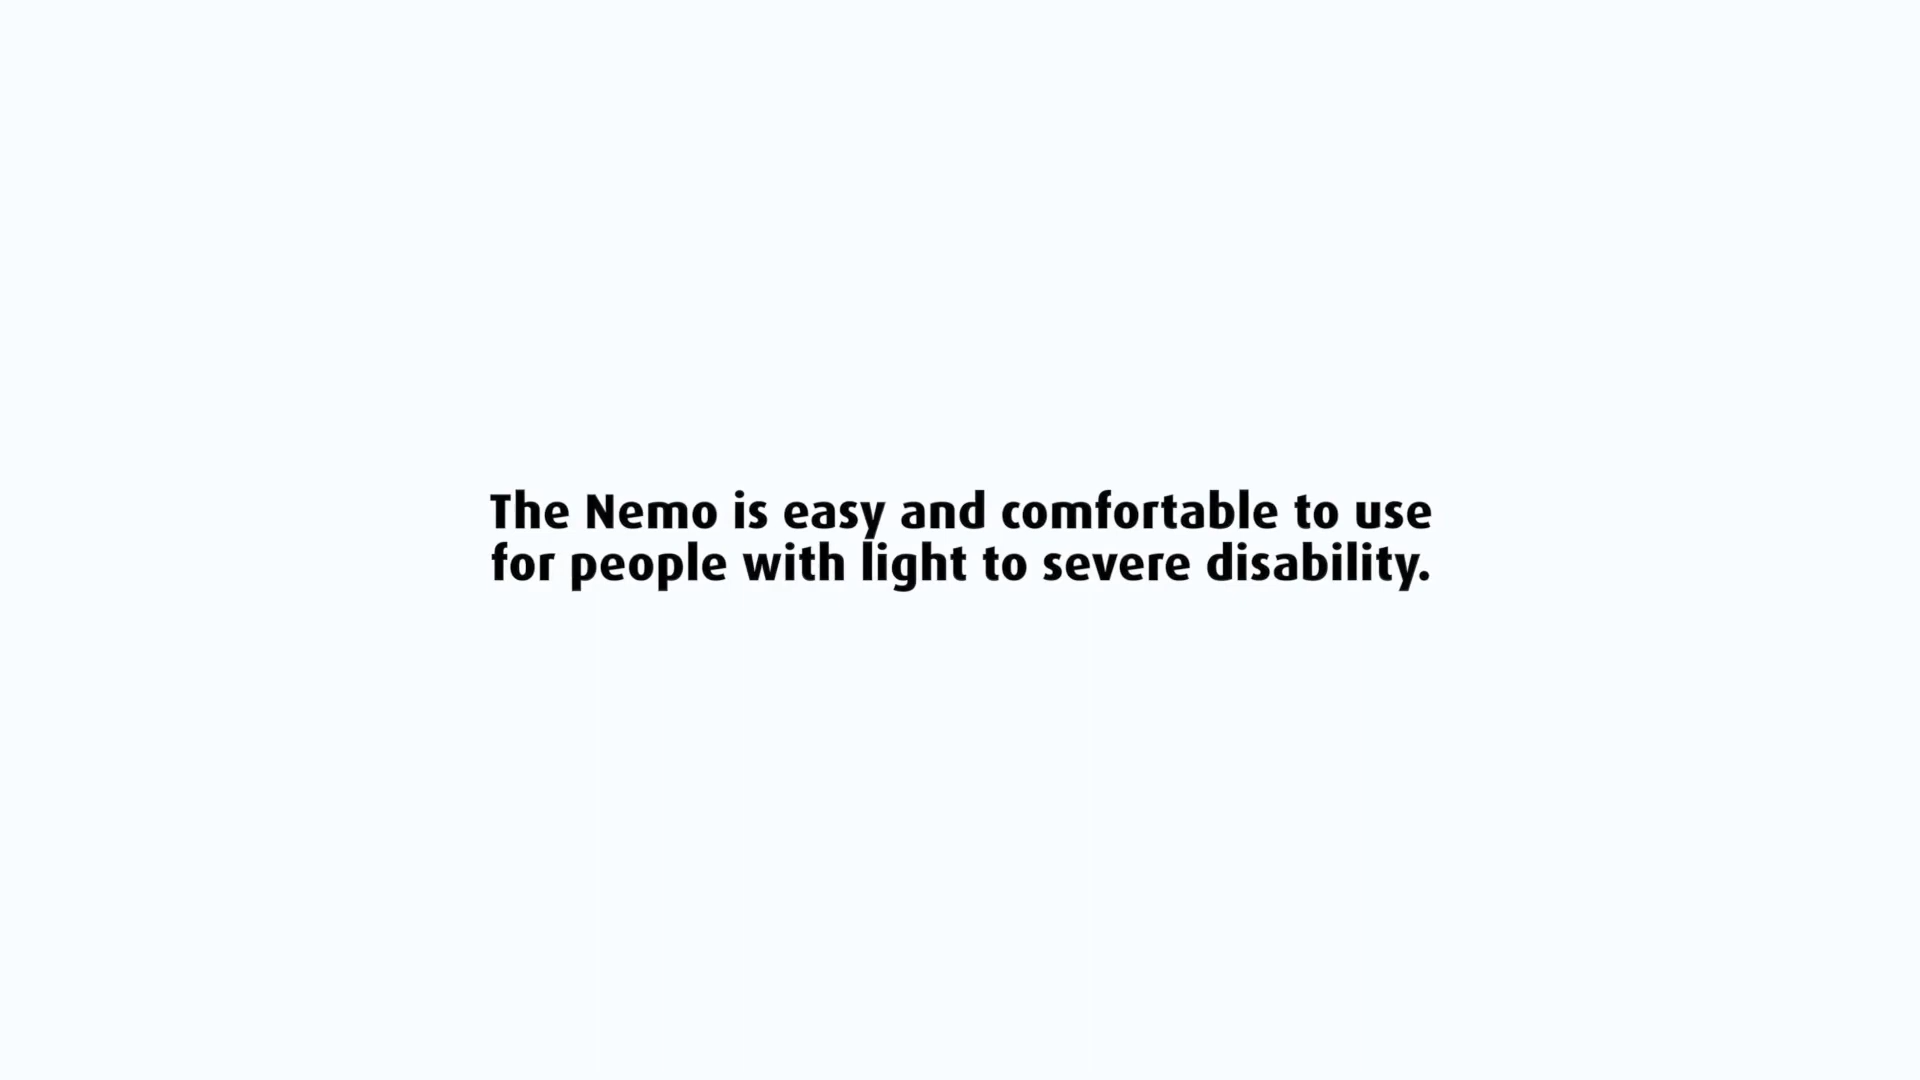 The Nemo is easy and comfortable to use
for people with light to severe disability.